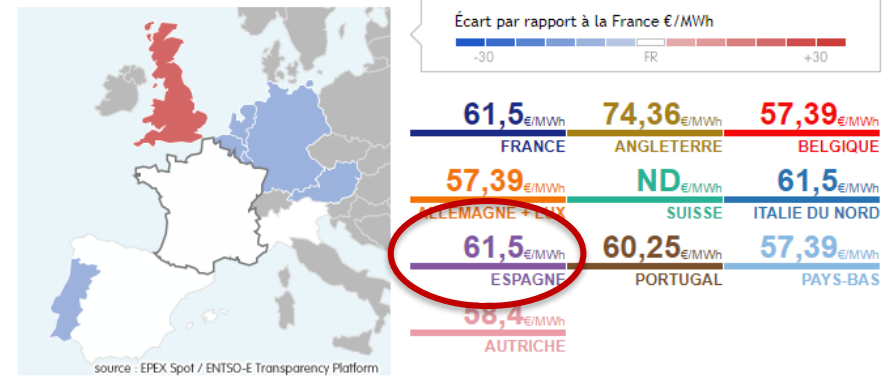 Écart par rapport à la France €/MWh
-30 FR +30
61,5€/MWh 74,36€/MWh 57,39€/MWh
FRANCE ANGLETERRE BELGIQUE
57,39€/MWh ND€/MWh 61,5€/MWh
ALLEMAGNE + LUX SUISSE ITALIE DU NORD
61,5€/MWh 60,25€/MWh 57,39€/MWh
ESPAGNE PORTUGAL PAYS-BAS
58,4€/MWh
AUTRICHE
source : EPEX Spot / ENTSO-E Transparency Platform